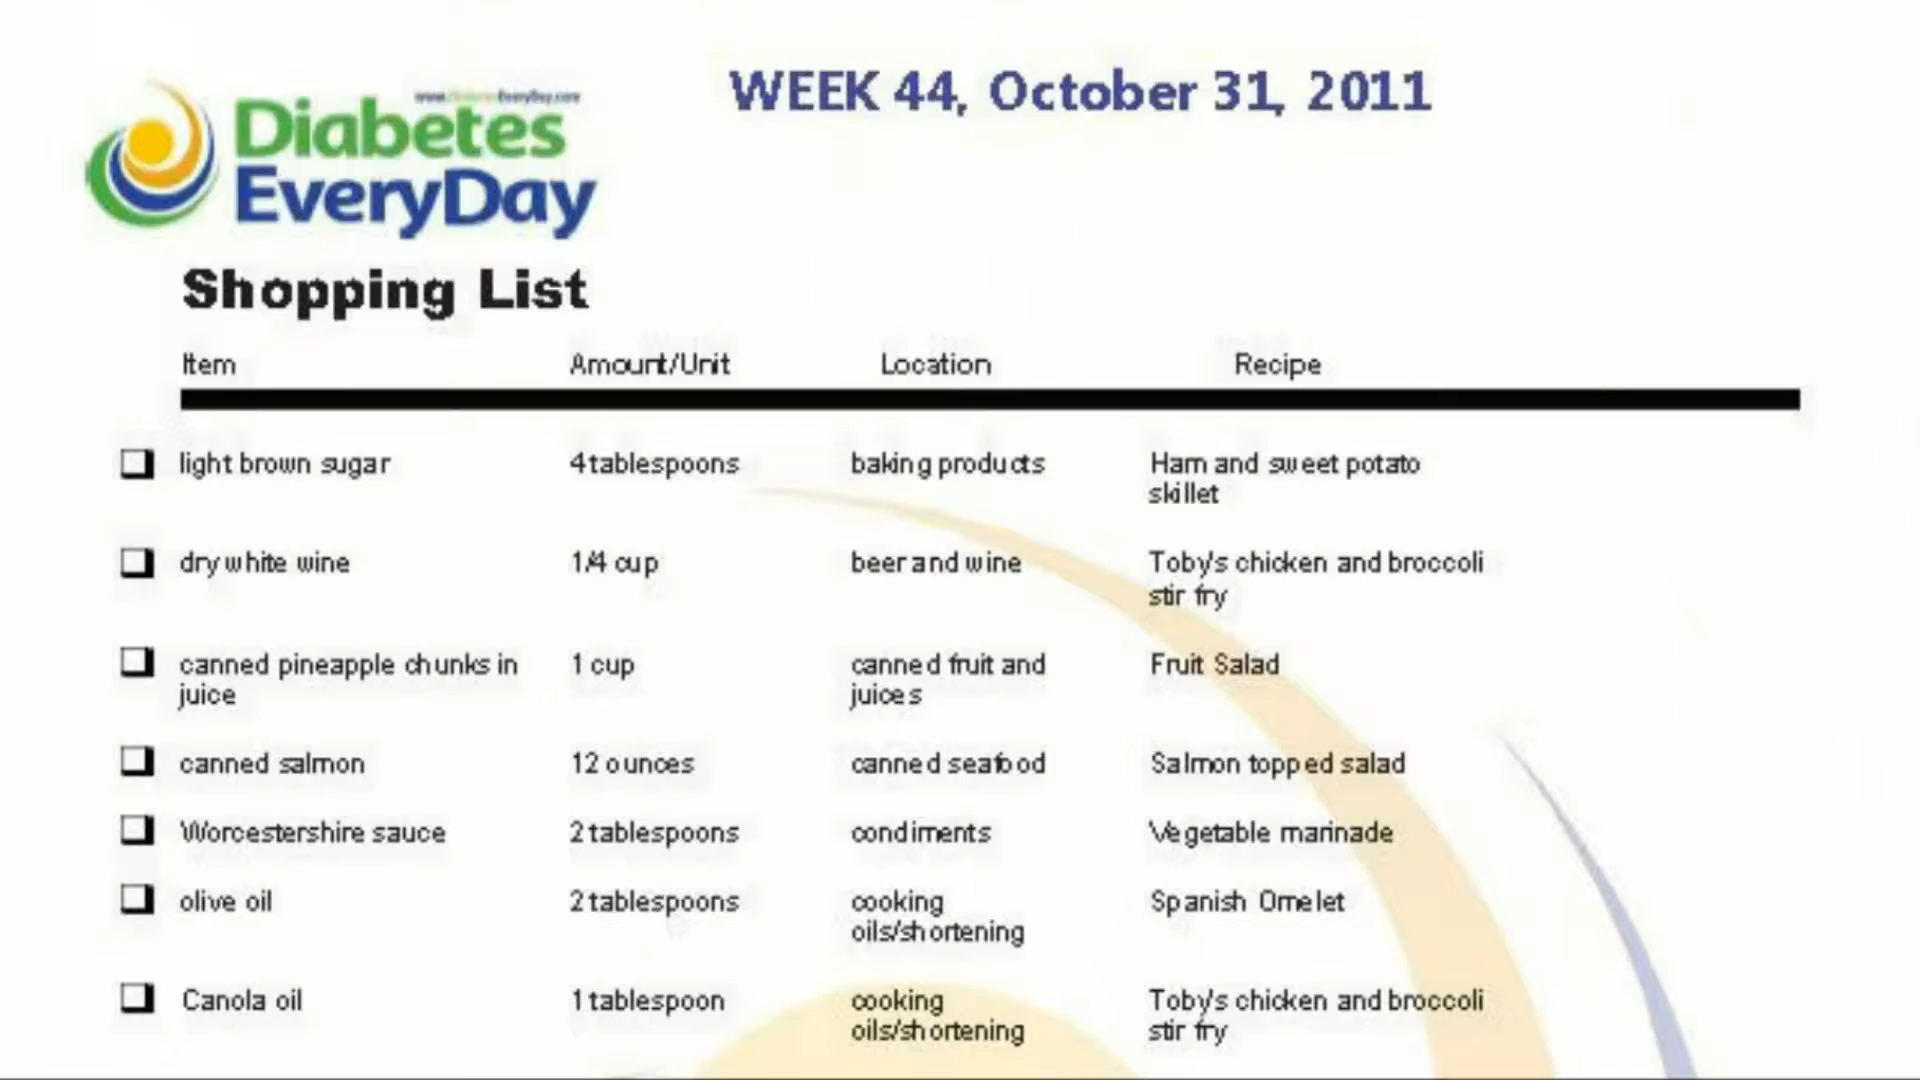 www.DiabetesEveryDay.com
Diabetes
EveryDay
WEEK 44, October 31, 2011
Shopping List
Item Amount/Unit Location Recipe
light brown sugar 4 tablespoons baking products Ham and sweet potato
skillet
dry white wine 1/4 cup beer and wine Toby's chicken and broccoli
stir fry
canned pineapple chunks in 1 cup canned fruit and Fruit Salad
juice juices
canned salmon 12 ounces canned seafood Salmon topped salad
Worcestershire sauce 2 tablespoons condiments Vegetable marinade
olive oil 2 tablespoons cooking Spanish Omelet
oils/shortening
Canola oil 1 tablespoon cooking Toby's chicken and broccoli
oils/shortening stir fry